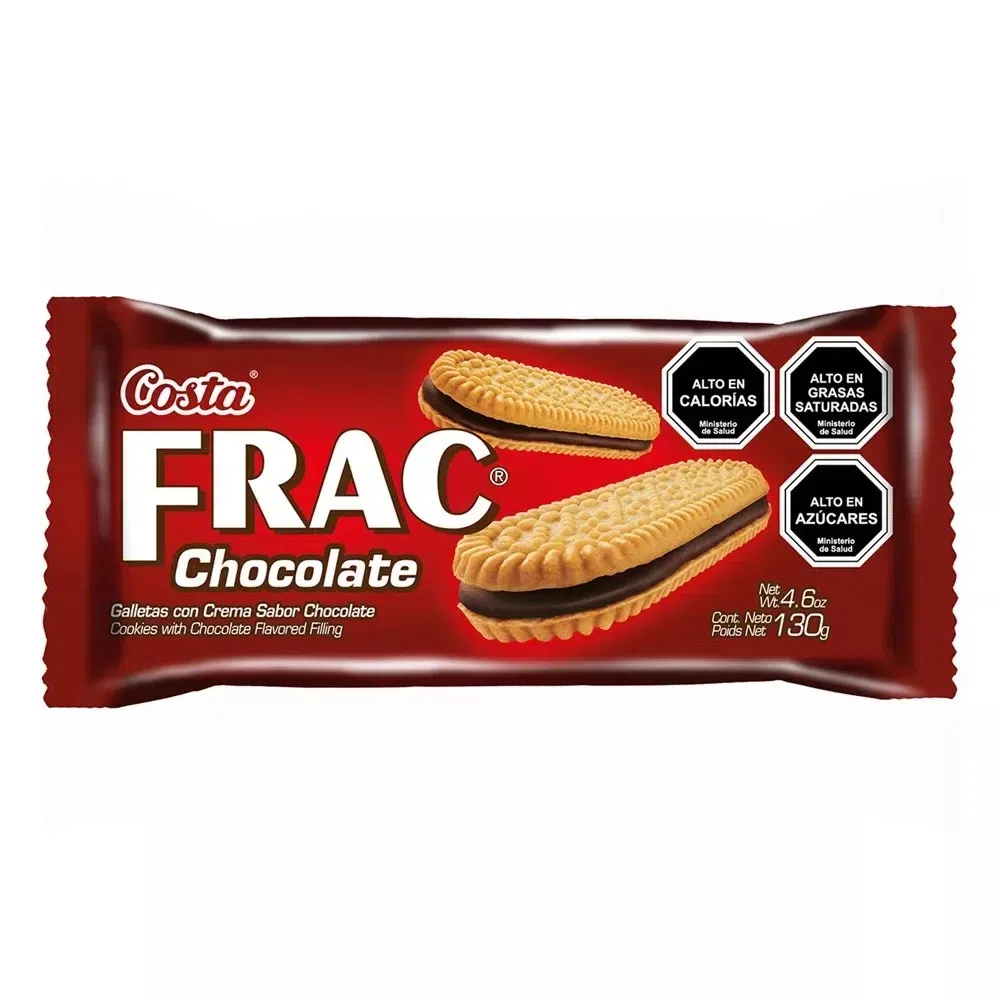 Costa®
FRAC®
Chocolate
Galletas con Crema Sabor Chocolate
Cookies with Chocolate Flavored Filling
ALTO EN
CALORÍAS
Ministerio
de Salud
ALTO EN
GRASAS
SATURADAS
Ministerio
de Salud
ALTO EN
AZÚCARES
Ministerio
de Salud
Net
Wt. 4.6oz
Cont. Neto
Poids Net 130g